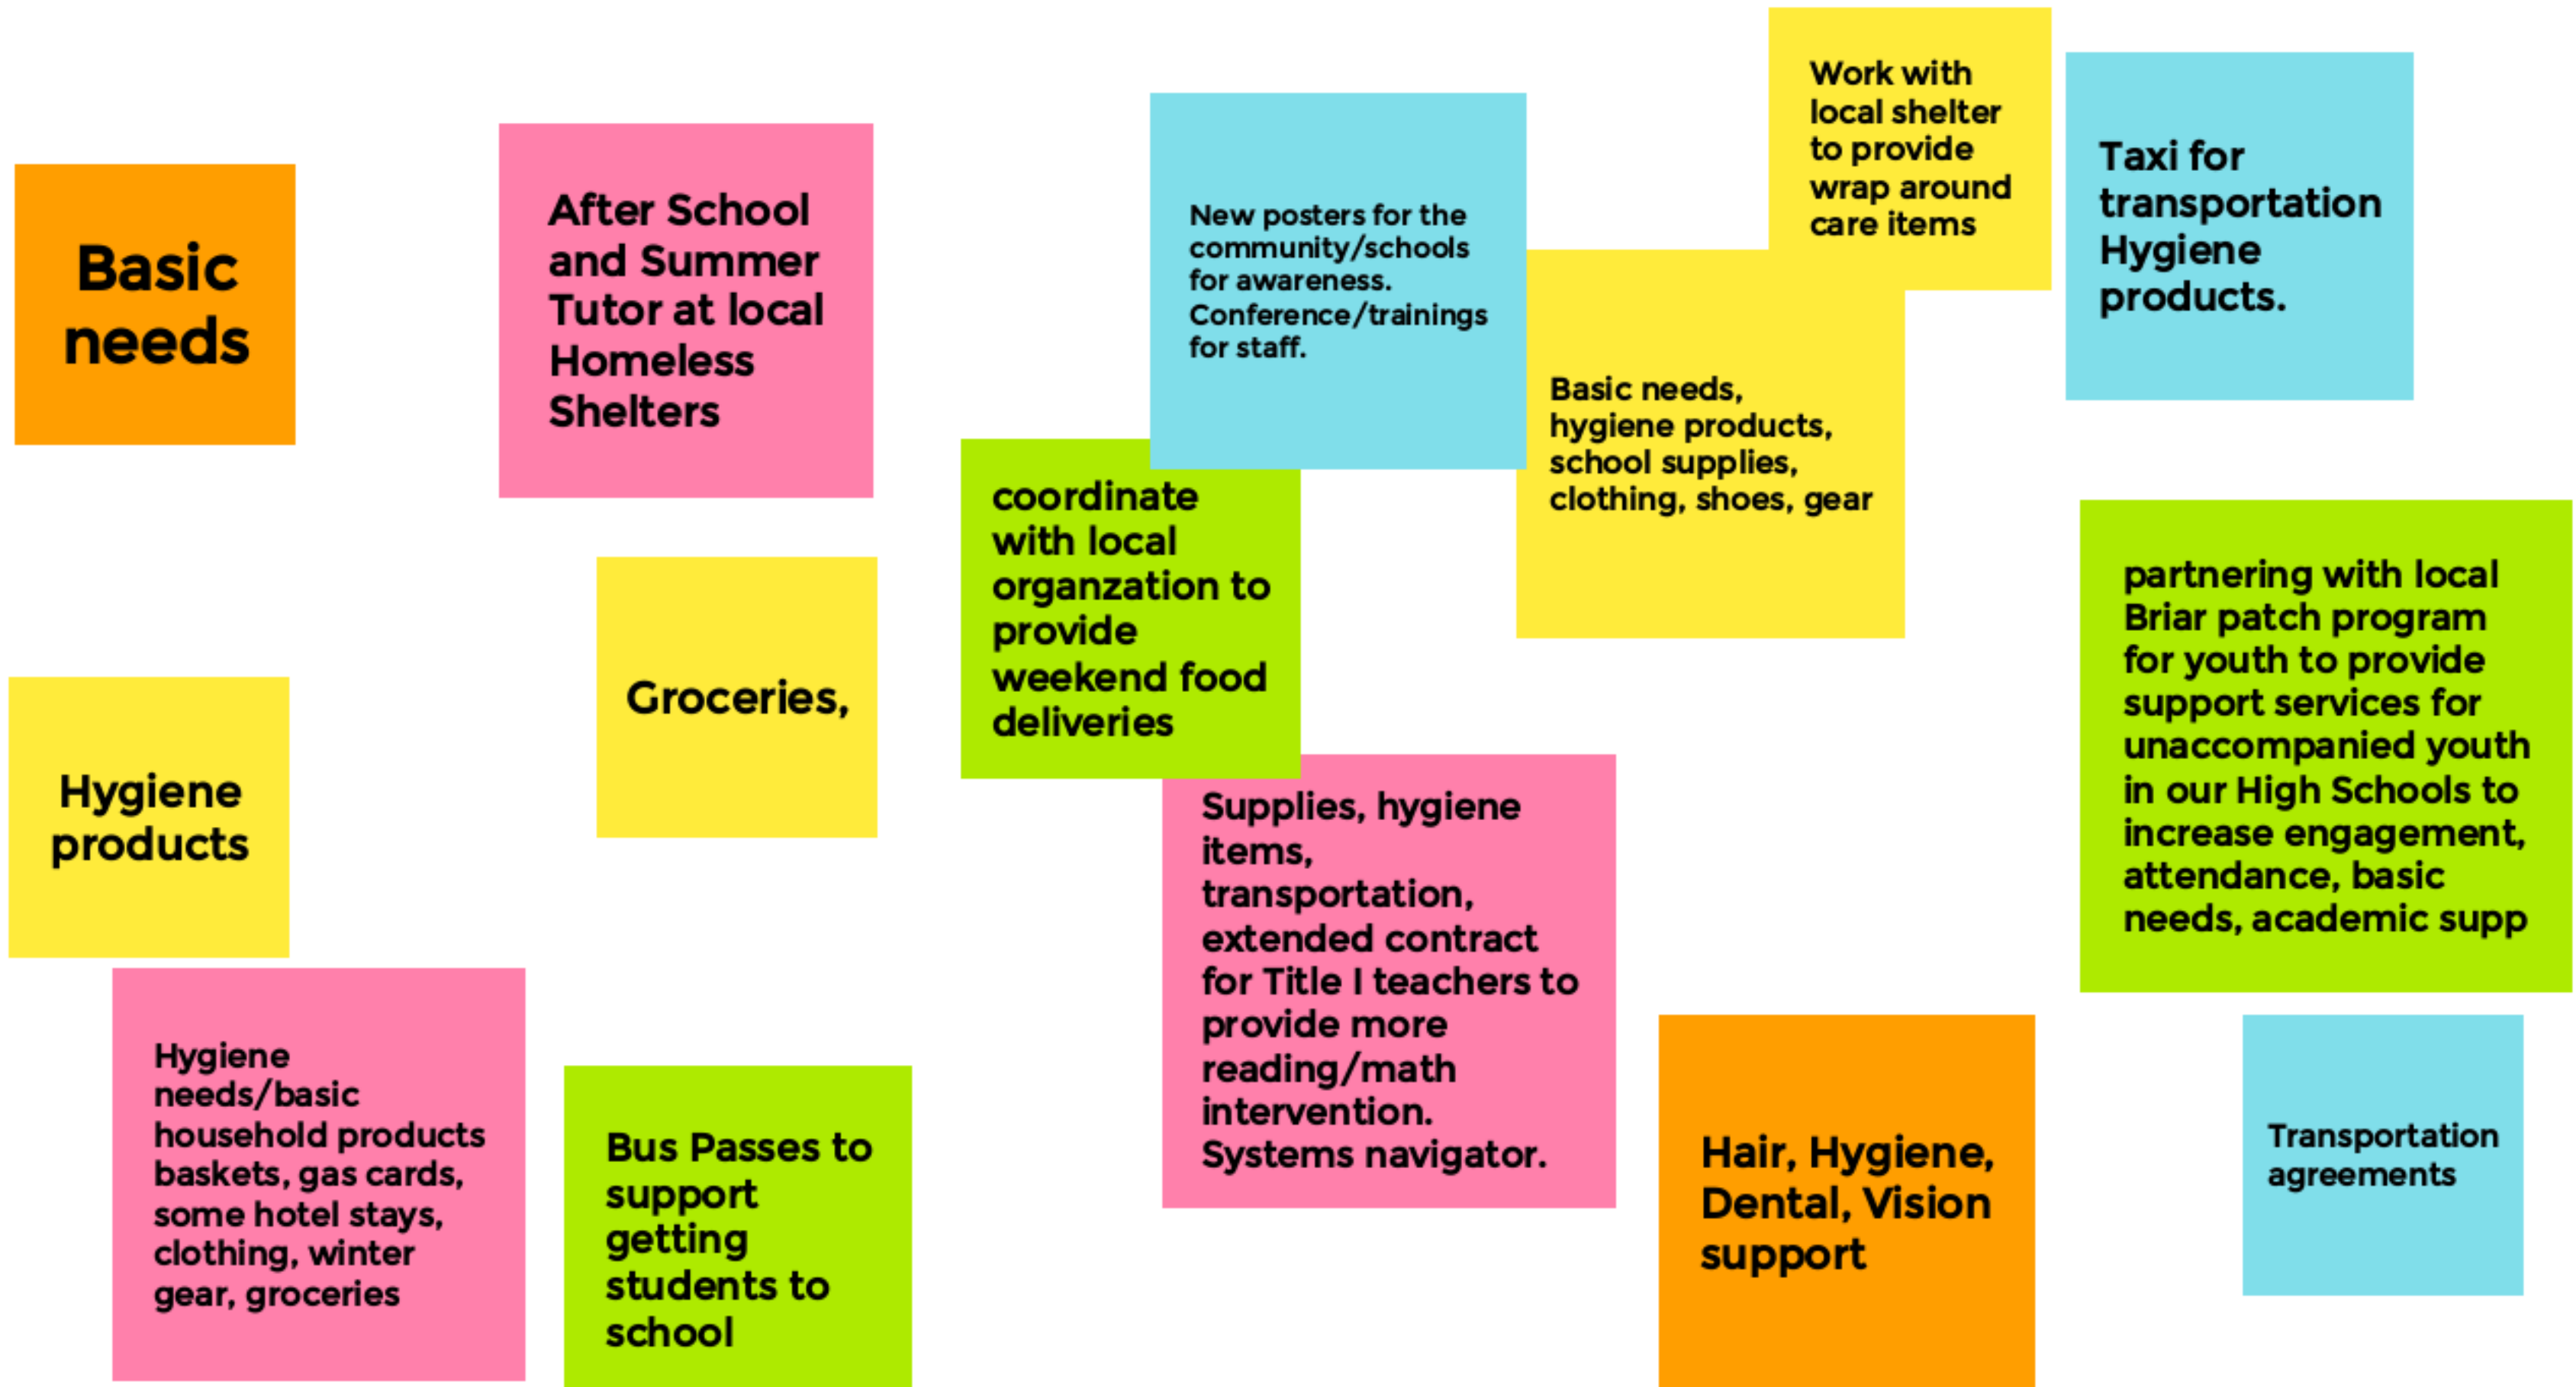 Basic
needs
After School
and Summer
Tutor at local
Homeless
Shelters
New posters for the
community/schools
for awareness.
Conference/trainings
for staff.
Work with
local shelter
to provide
wrap around
care items
Taxi for
transportation
Hygiene
products.
Basic needs,
hygiene products,
school supplies,
clothing, shoes, gear
coordinate
with local
organzation to
provide
weekend food
deliveries
Groceries,
partnering with local
Briar patch program
for youth to provide
support services for
unaccompanied youth
in our High Schools to
increase engagement,
attendance, basic
needs, academic supp
Hygiene
products
Supplies, hygiene
items,
transportation,
extended contract
for Title I teachers to
provide more
reading/math
intervention.
Systems navigator.
Hygiene
needs/basic
household products
baskets, gas cards,
some hotel stays,
clothing, winter
gear, groceries
Bus Passes to
support
getting
students to
school
Hair, Hygiene,
Dental, Vision
support
Transportation
agreements